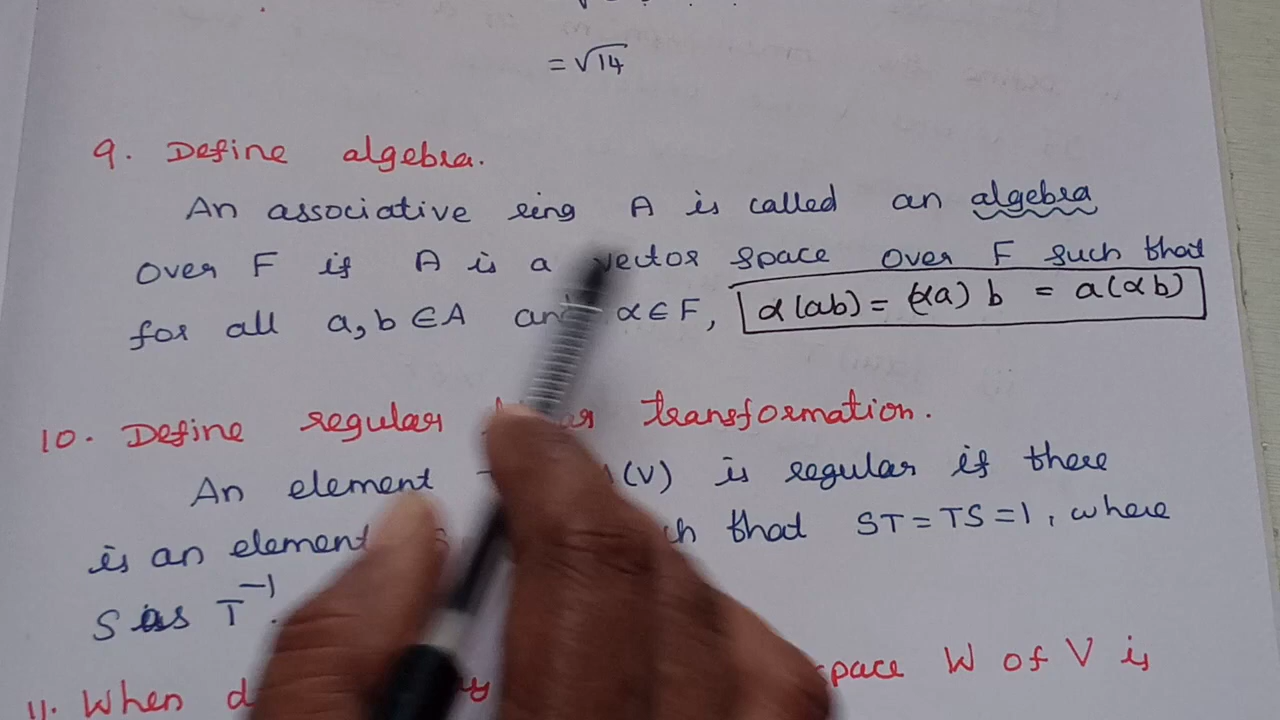 = √14
9. Define algebra.
An associative ring A is called an algebra
over F if A is a vector space over F such that
for all a, b ∈ A and α ∈ F, α(ab) = (αa) b = a(αb)
10. Define regular transformation.
An element (V) is regular if there
is an element that ST = TS = 1, where
S as T⁻¹.
11. When W of V is